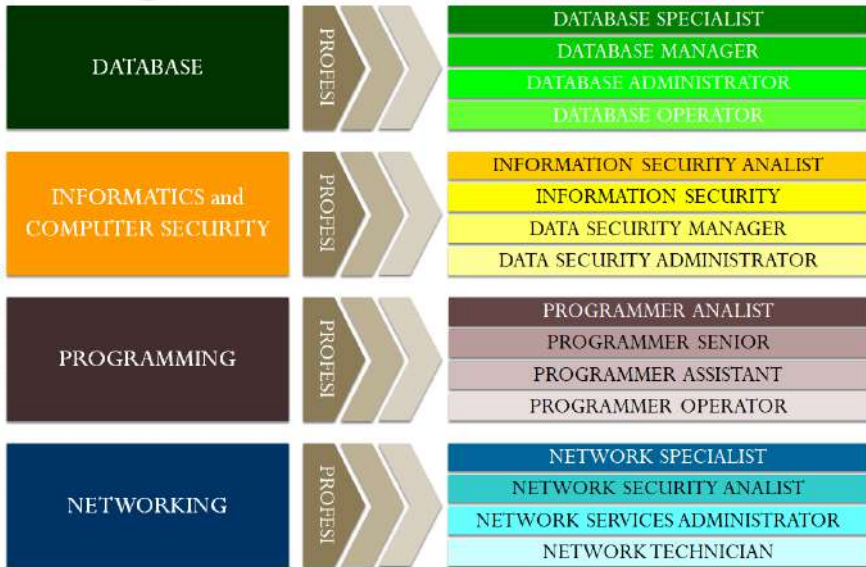 DATABASE
PROFESI
DATABASE SPECIALIST
DATABASE MANAGER
DATABASE ADMINISTRATOR
DATABASE OPERATOR
INFORMATICS and
COMPUTER SECURITY
PROFESI
INFORMATION SECURITY ANALIST
INFORMATION SECURITY
DATA SECURITY MANAGER
DATA SECURITY ADMINISTRATOR
PROGRAMMING
PROFESI
PROGRAMMER ANALIST
PROGRAMMER SENIOR
PROGRAMMER ASSISTANT
PROGRAMMER OPERATOR
NETWORKING
PROFESI
NETWORK SPECIALIST
NETWORK SECURITY ANALIST
NETWORK SERVICES ADMINISTRATOR
NETWORK TECHNICIAN